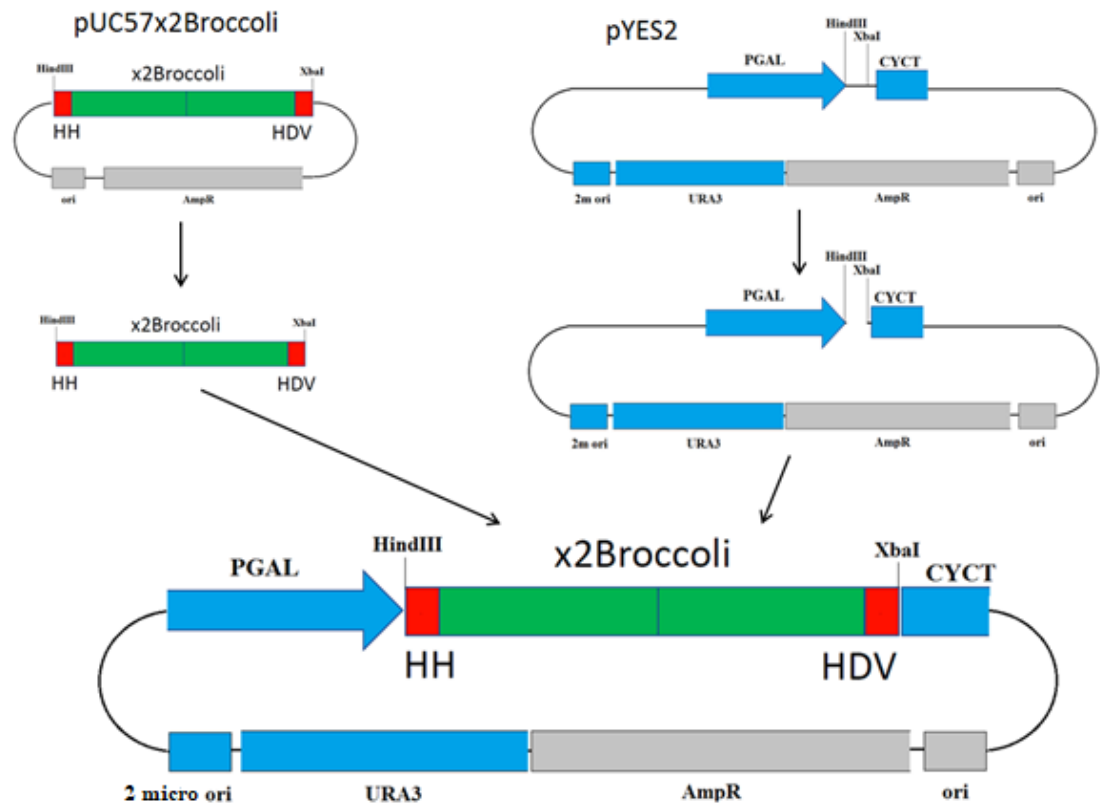 pUC57x2Broccoli
HindIII
x2Broccoli
XbaI
HH
HDV
ori
AmpR
pYES2
HindIII
XbaI
PGAL
CYCT
2m ori
URA3
AmpR
ori
HindIII
x2Broccoli
XbaI
HH
HDV
HindIII
XbaI
PGAL
CYCT
2m ori
URA3
AmpR
ori
PGAL
HindIII
x2Broccoli
XbaI
CYCT
HH
HDV
2 micro ori
URA3
AmpR
ori